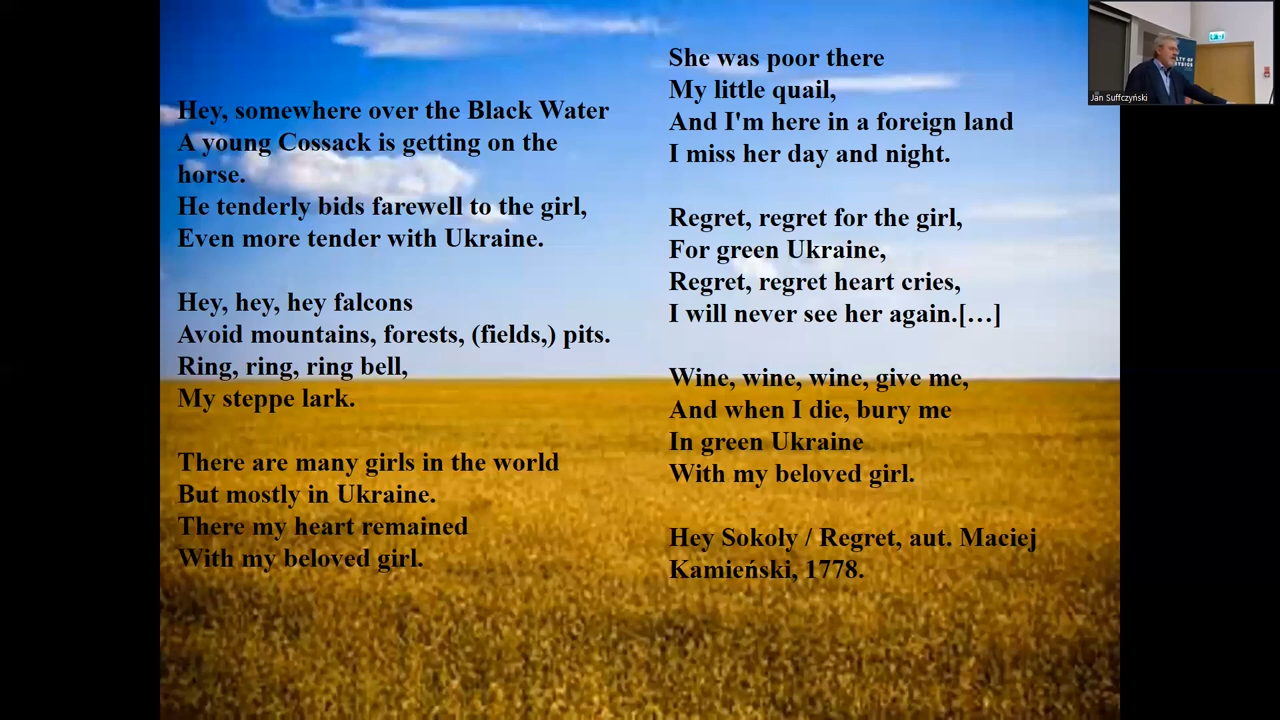 Hey, somewhere over the Black Water
A young Cossack is getting on the
horse.
He tenderly bids farewell to the girl,
Even more tender with Ukraine.
Hey, hey, hey falcons
Avoid mountains, forests, (fields,) pits.
Ring, ring, ring bell,
My steppe lark.
There are many girls in the world
But mostly in Ukraine.
There my heart remained
With my beloved girl.
She was poor there
My little quail,
And I'm here in a foreign land
I miss her day and night.
Regret, regret for the girl,
For green Ukraine,
Regret, regret heart cries,
I will never see her again.[…]
Wine, wine, wine, give me,
And when I die, bury me
In green Ukraine
With my beloved girl.
Hey Sokoły / Regret, aut. Maciej
Kamieński, 1778.
Jan Suffczyński